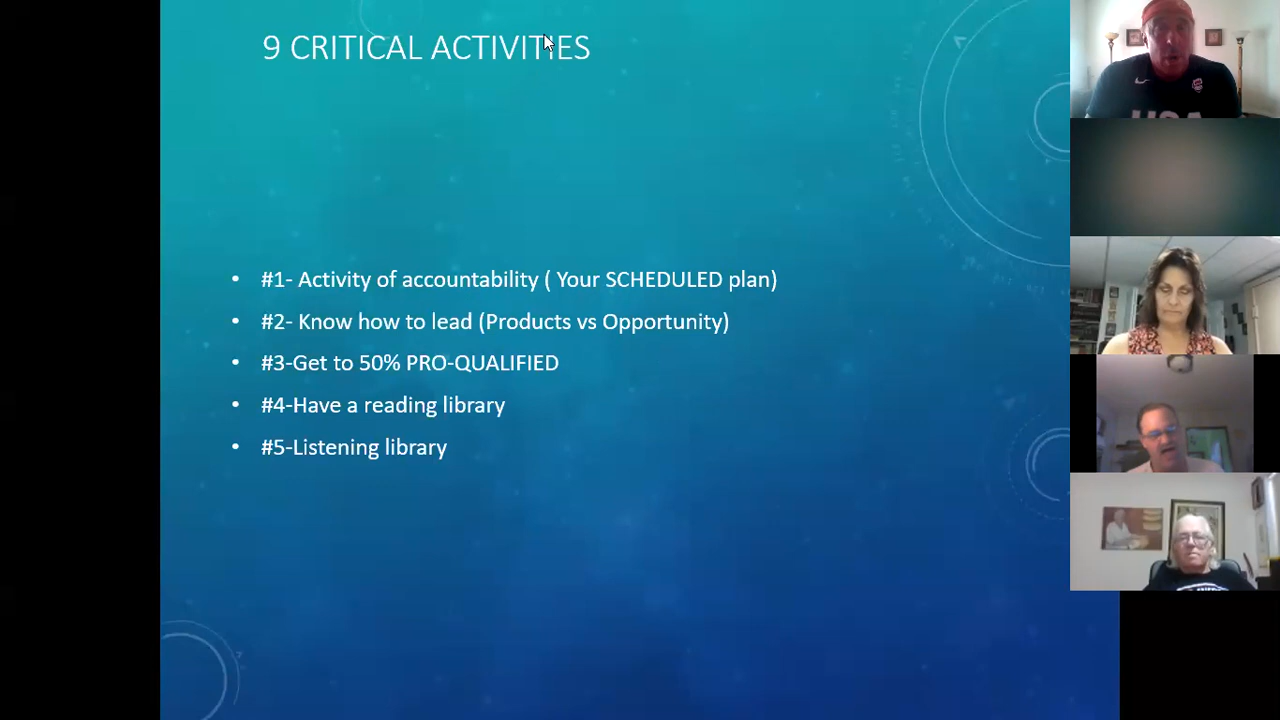 9 CRITICAL ACTIVITIES
• #1- Activity of accountability ( Your SCHEDULED plan)
• #2- Know how to lead (Products vs Opportunity)
• #3-Get to 50% PRO-QUALIFIED
• #4-Have a reading library
• #5-Listening library
USA